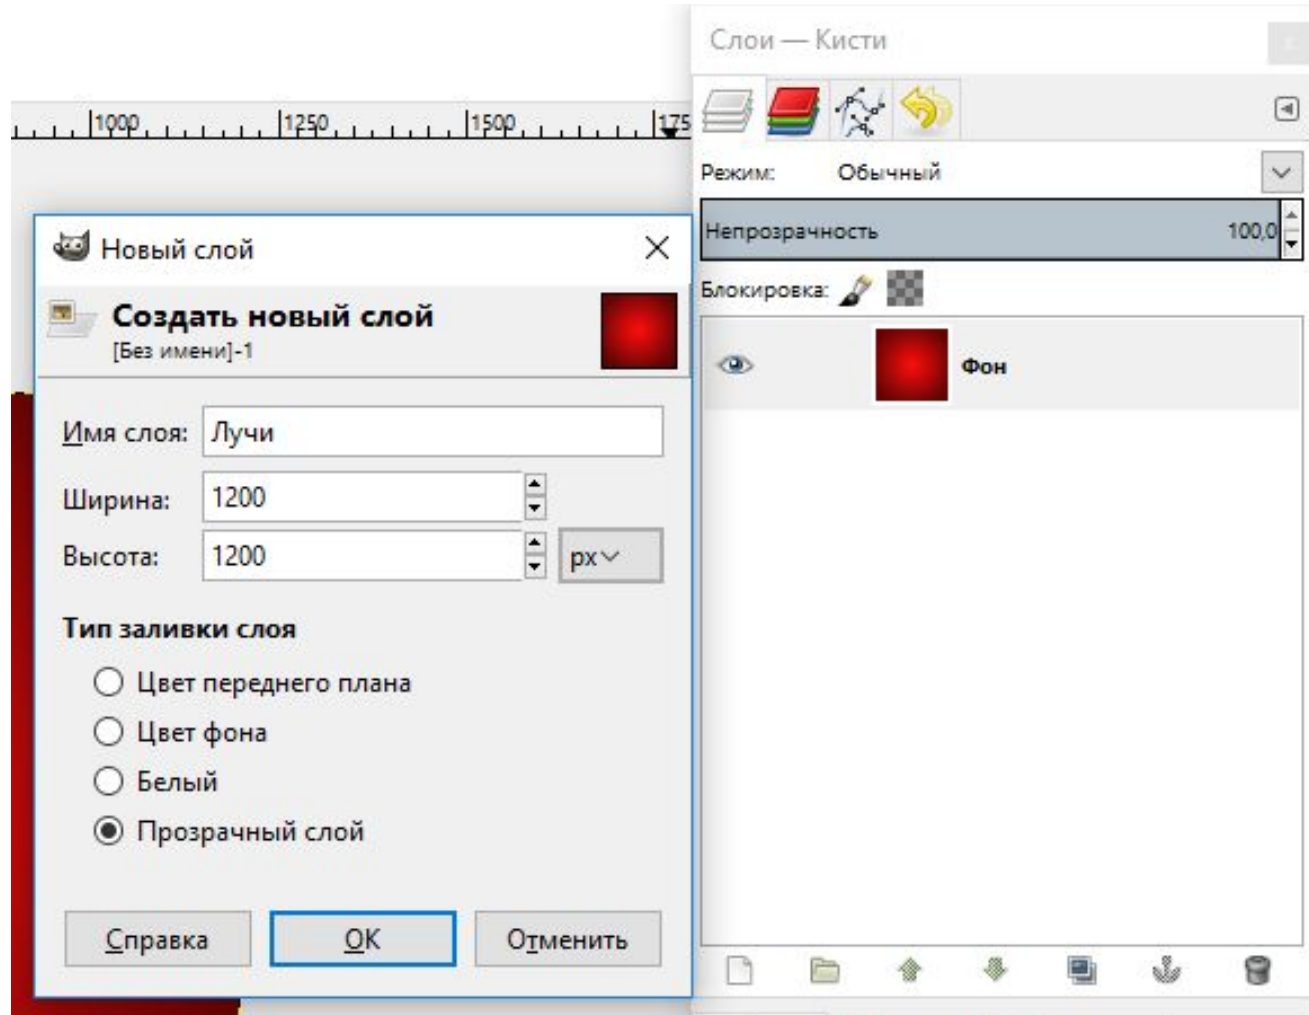 Слои — Кисти
1000 1250 1500 175
Режим: Обычный
Непрозрачность 100,0
Блокировка:
Фон
Новый слой
Создать новый слой
[Без имени]-1
Имя слоя: Лучи
Ширина: 1200
Высота: 1200 px
Тип заливки слоя
Цвет переднего плана
Цвет фона
Белый
Прозрачный слой
Справка OK Отменить